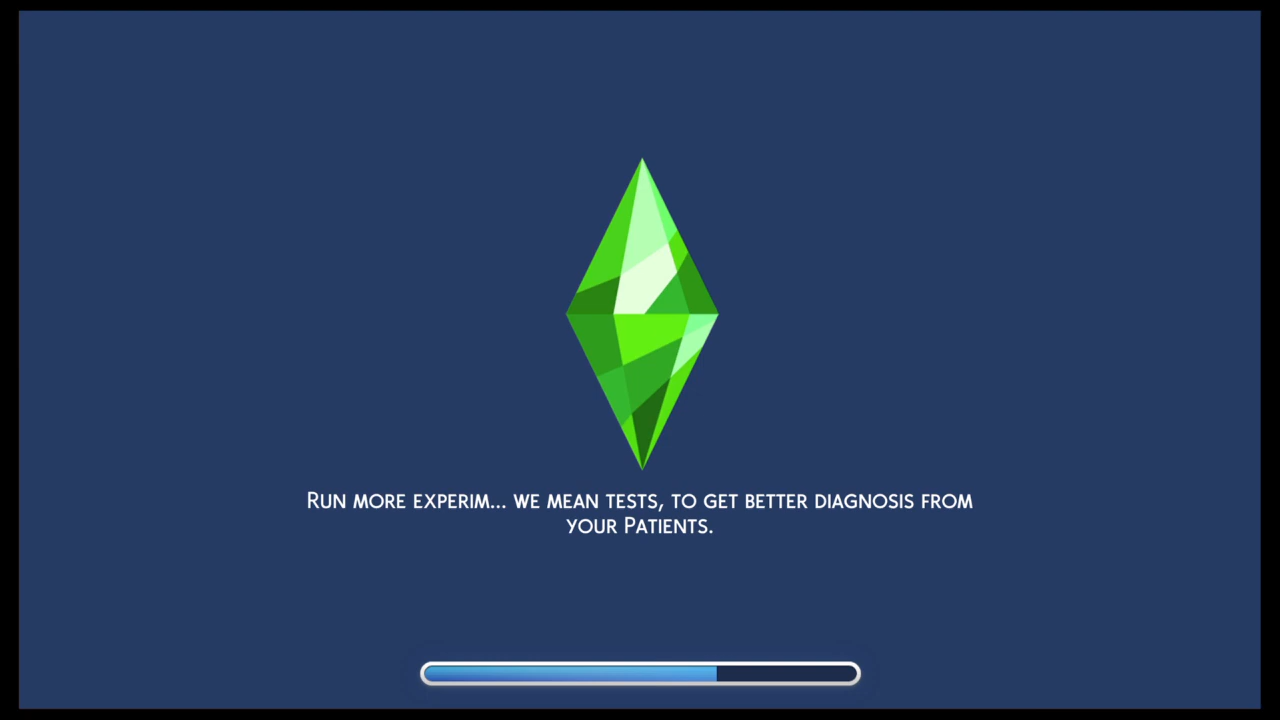 Run more experim... we mean tests, to get better diagnosis from
your Patients.